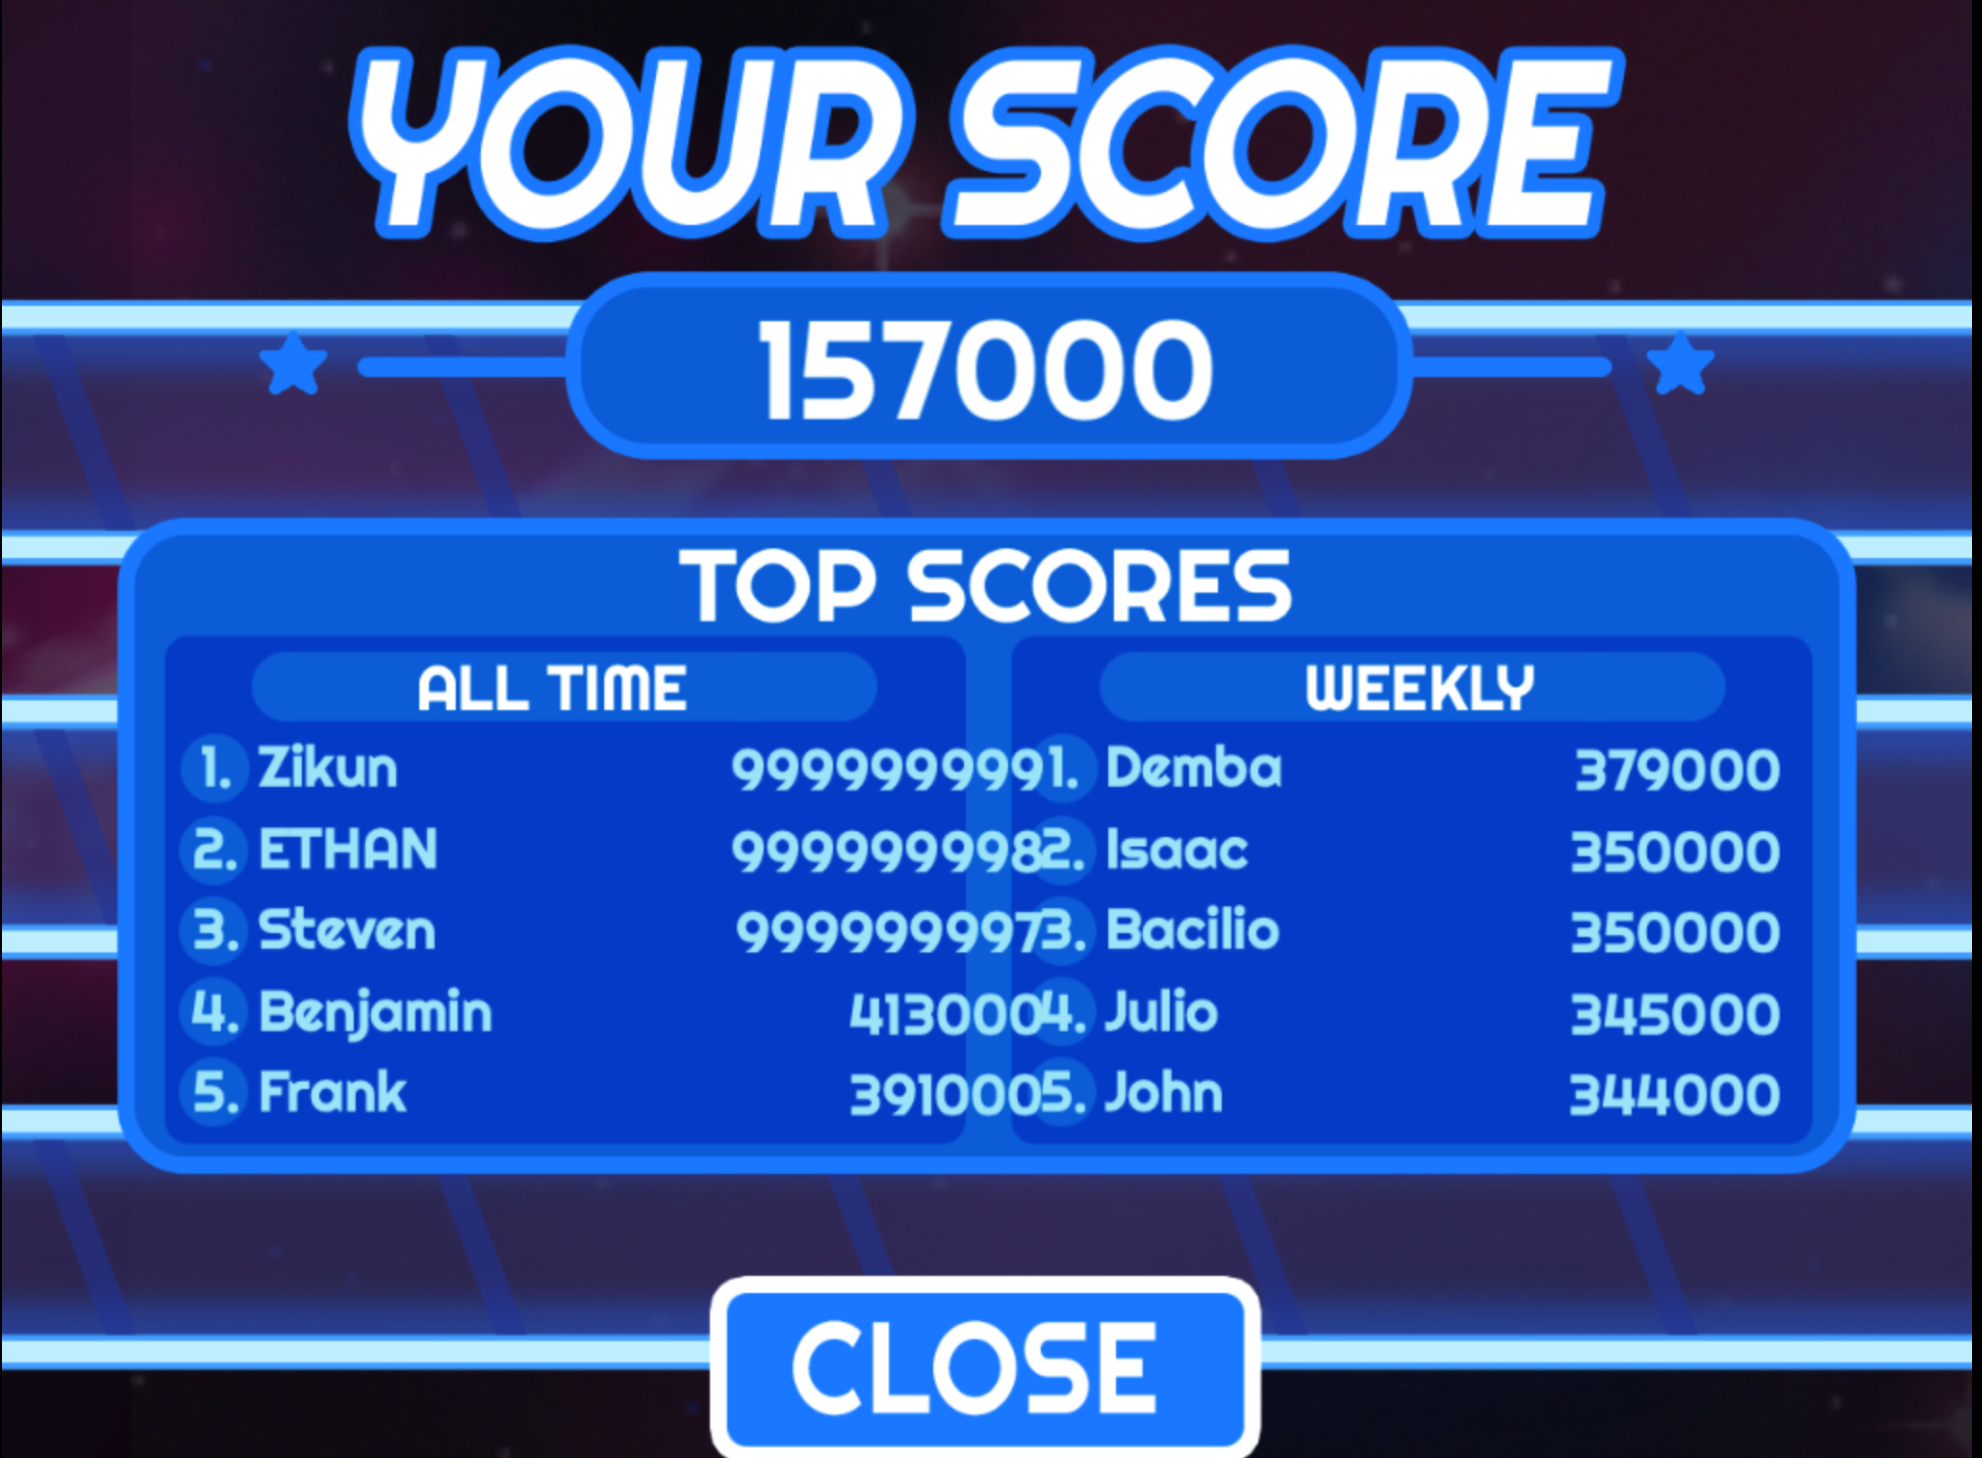 YOUR SCORE
157000
TOP SCORES
ALL TIME
1. Zikun 999999999
2. ETHAN 999999998
3. Steven 999999997
4. Benjamin 413000
5. Frank 391000
WEEKLY
1. Demba 379000
2. Isaac 350000
3. Bacilio 350000
4. Julio 345000
5. John 344000
CLOSE